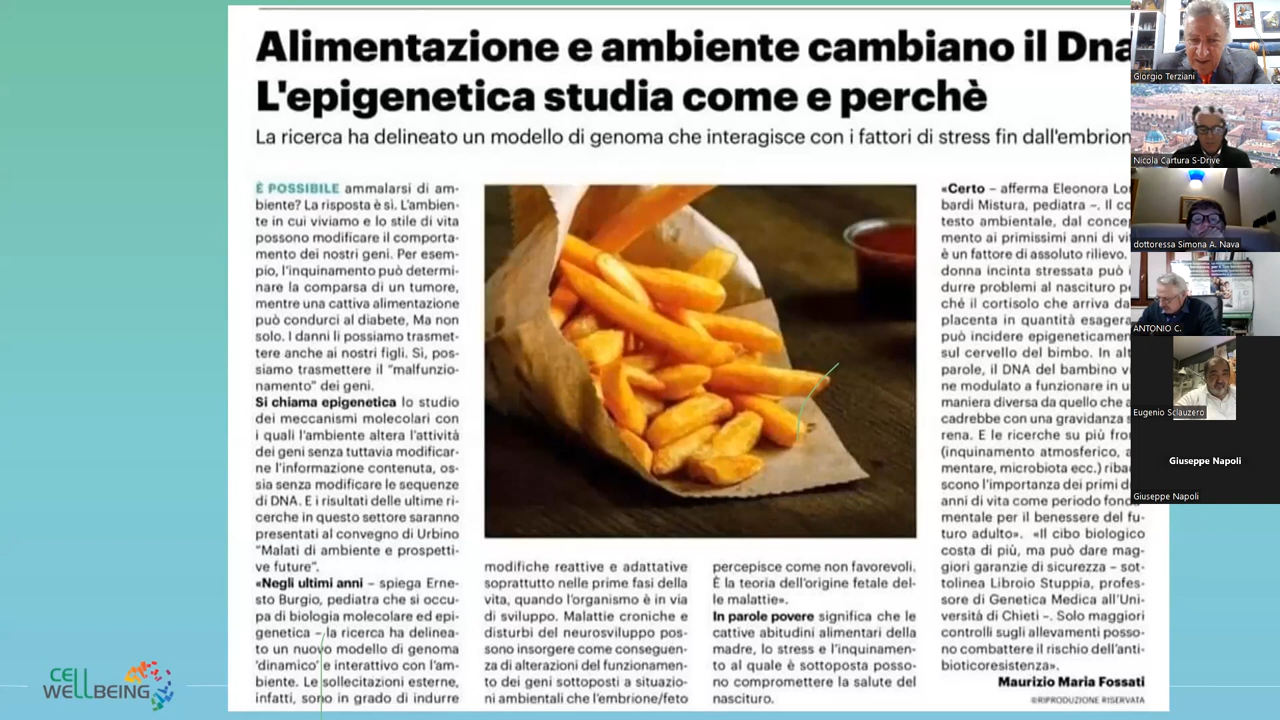 Alimentazione e ambiente cambiano il Dna
L'epigenetica studia come e perchè
La ricerca ha delineato un modello di genoma che interagisce con i fattori di stress fin dall'embrion
È POSSIBILE ammalarsi di am-
biente? La risposta è sì. L'ambien-
te in cui viviamo e lo stile di vita
possono modificare il comporta-
mento dei nostri geni. Per esem-
pio, l'inquinamento può determi-
nare la comparsa di un tumore,
mentre una cattiva alimentazione
può condurci al diabete, Ma non
solo. I danni li possiamo trasmet-
tere anche ai nostri figli. Sì, pos-
siamo trasmettere il "malfunzio-
namento" dei geni.
Si chiama epigenetica lo studio
dei meccanismi molecolari con
i quali l'ambiente altera l'attività
dei geni senza tuttavia modificar-
ne l'informazione contenuta, os-
sia senza modificare le sequenze
di DNA. E i risultati delle ultime ri-
cerche in questo settore saranno
presentati al convegno di Urbino
"Malati di ambiente e prospetti-
ve future".
«Negli ultimi anni – spiega Erne-
sto Burgio, pediatra che si occu-
pa di biologia molecolare ed epi-
genetica – la ricerca ha delinea-
to un nuovo modello di genoma
'dinamico' e interattivo con l'am-
biente. Le sollecitazioni esterne,
infatti, sono in grado di indurre
modifiche reattive e adattative
soprattutto nelle prime fasi della
vita, quando l'organismo è in via
di sviluppo. Malattie croniche e
disturbi del neurosviluppo pos-
sono insorgere come conseguen-
za di alterazioni del funzionamen-
to dei geni sottoposti a situazio-
ni ambientali che l'embrione/feto
percepisce come non favorevoli.
È la teoria dell'origine fetale del-
le malattie».
In parole povere significa che le
cattive abitudini alimentari della
madre, lo stress e l'inquinamen-
to al quale è sottoposta posso-
no compromettere la salute del
nascituro.
«Certo – afferma Eleonora Lo
bardi Mistura, pediatra –. Il co
testo ambientale, dal conce
mento ai primissimi anni di vi
è un fattore di assoluto rilievo.
donna incinta stressata può
durre problemi al nascituro pe
ché il cortisolo che arriva da
placenta in quantità esagera
può incidere epigeneticamen
sul cervello del bimbo. In alt
parole, il DNA del bambino v
ne modulato a funzionare in u
maniera diversa da quello che a
cadrebbe con una gravidanza s
rena. E le ricerche su più fro
(inquinamento atmosferico, a
mentare, microbiota ecc.) riba
scono l'importanza dei primi d
anni di vita come periodo fond
mentale per il benessere del fu-
turo adulto». «Il cibo biologico
costa di più, ma può dare mag-
giori garanzie di sicurezza – sot-
tolinea Liborio Stuppia, profes-
sore di Genetica Medica all'Uni-
versità di Chieti –. Solo maggiori
controlli sugli allevamenti posso-
no combattere il rischio dell'anti-
bioticoresistenza».
Maurizio Maria Fossati
©RIPRODUZIONE RISERVATA
CELL
WELLBEING
Giorgio Terziani
Nicola Cartura S-Drive
dottoressa Simona A. Nava
ANTONIO C.
Eugenio Sclauzero
Giuseppe Napoli
Giuseppe Napoli